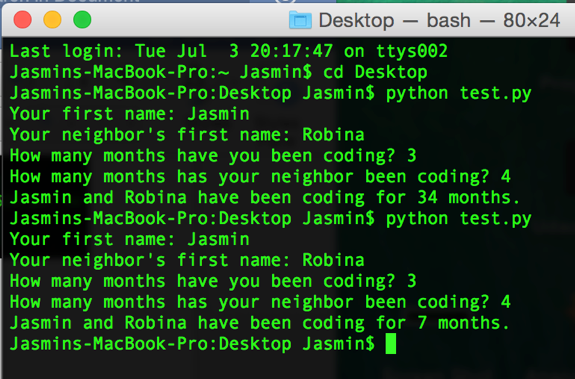 Desktop — bash — 80×24
Last login: Tue Jul  3 20:17:47 on ttys002
Jasmins-MacBook-Pro:~ Jasmin$ cd Desktop
Jasmins-MacBook-Pro:Desktop Jasmin$ python test.py
Your first name: Jasmin
Your neighbor's first name: Robina
How many months have you been coding? 3
How many months has your neighbor been coding? 4
Jasmin and Robina have been coding for 34 months.
Jasmins-MacBook-Pro:Desktop Jasmin$ python test.py
Your first name: Jasmin
Your neighbor's first name: Robina
How many months have you been coding? 3
How many months has your neighbor been coding? 4
Jasmin and Robina have been coding for 7 months.
Jasmins-MacBook-Pro:Desktop Jasmin$